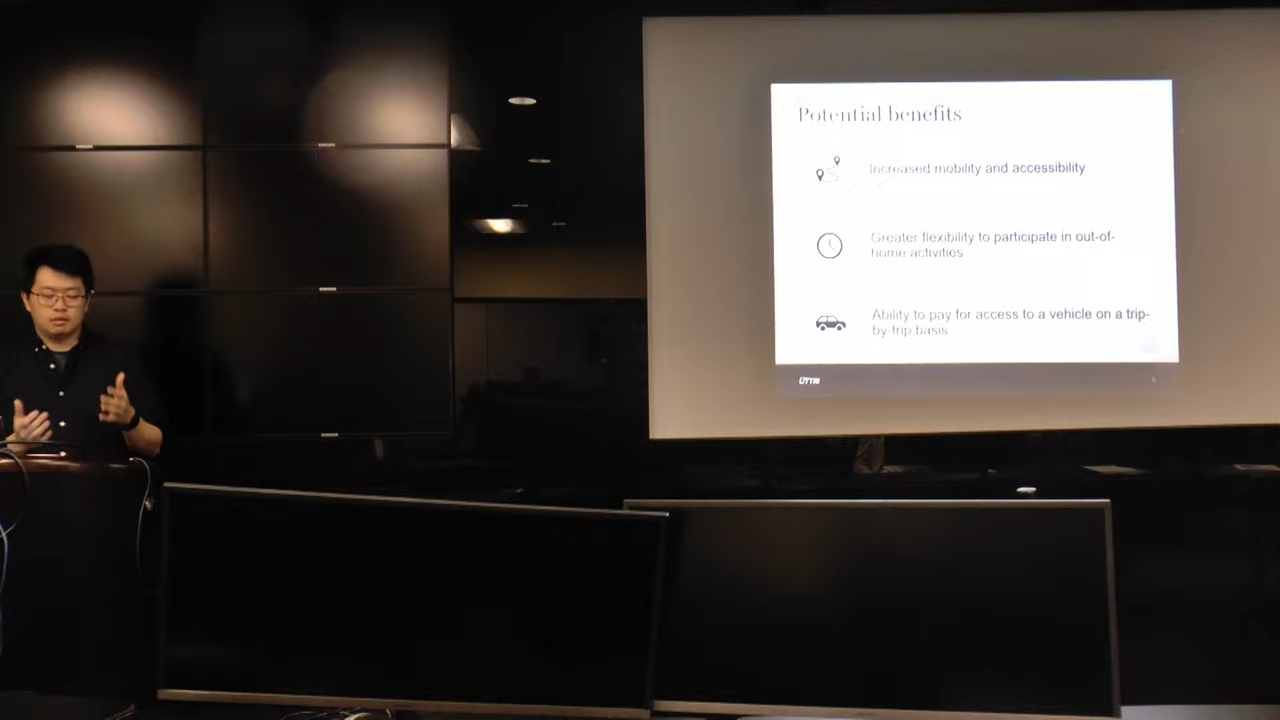 Potential benefits
Increased mobility and accessibility
Greater flexibility to participate in out-of-
home activities
Ability to pay for access to a vehicle on a trip-
by-trip basis
UTTRI